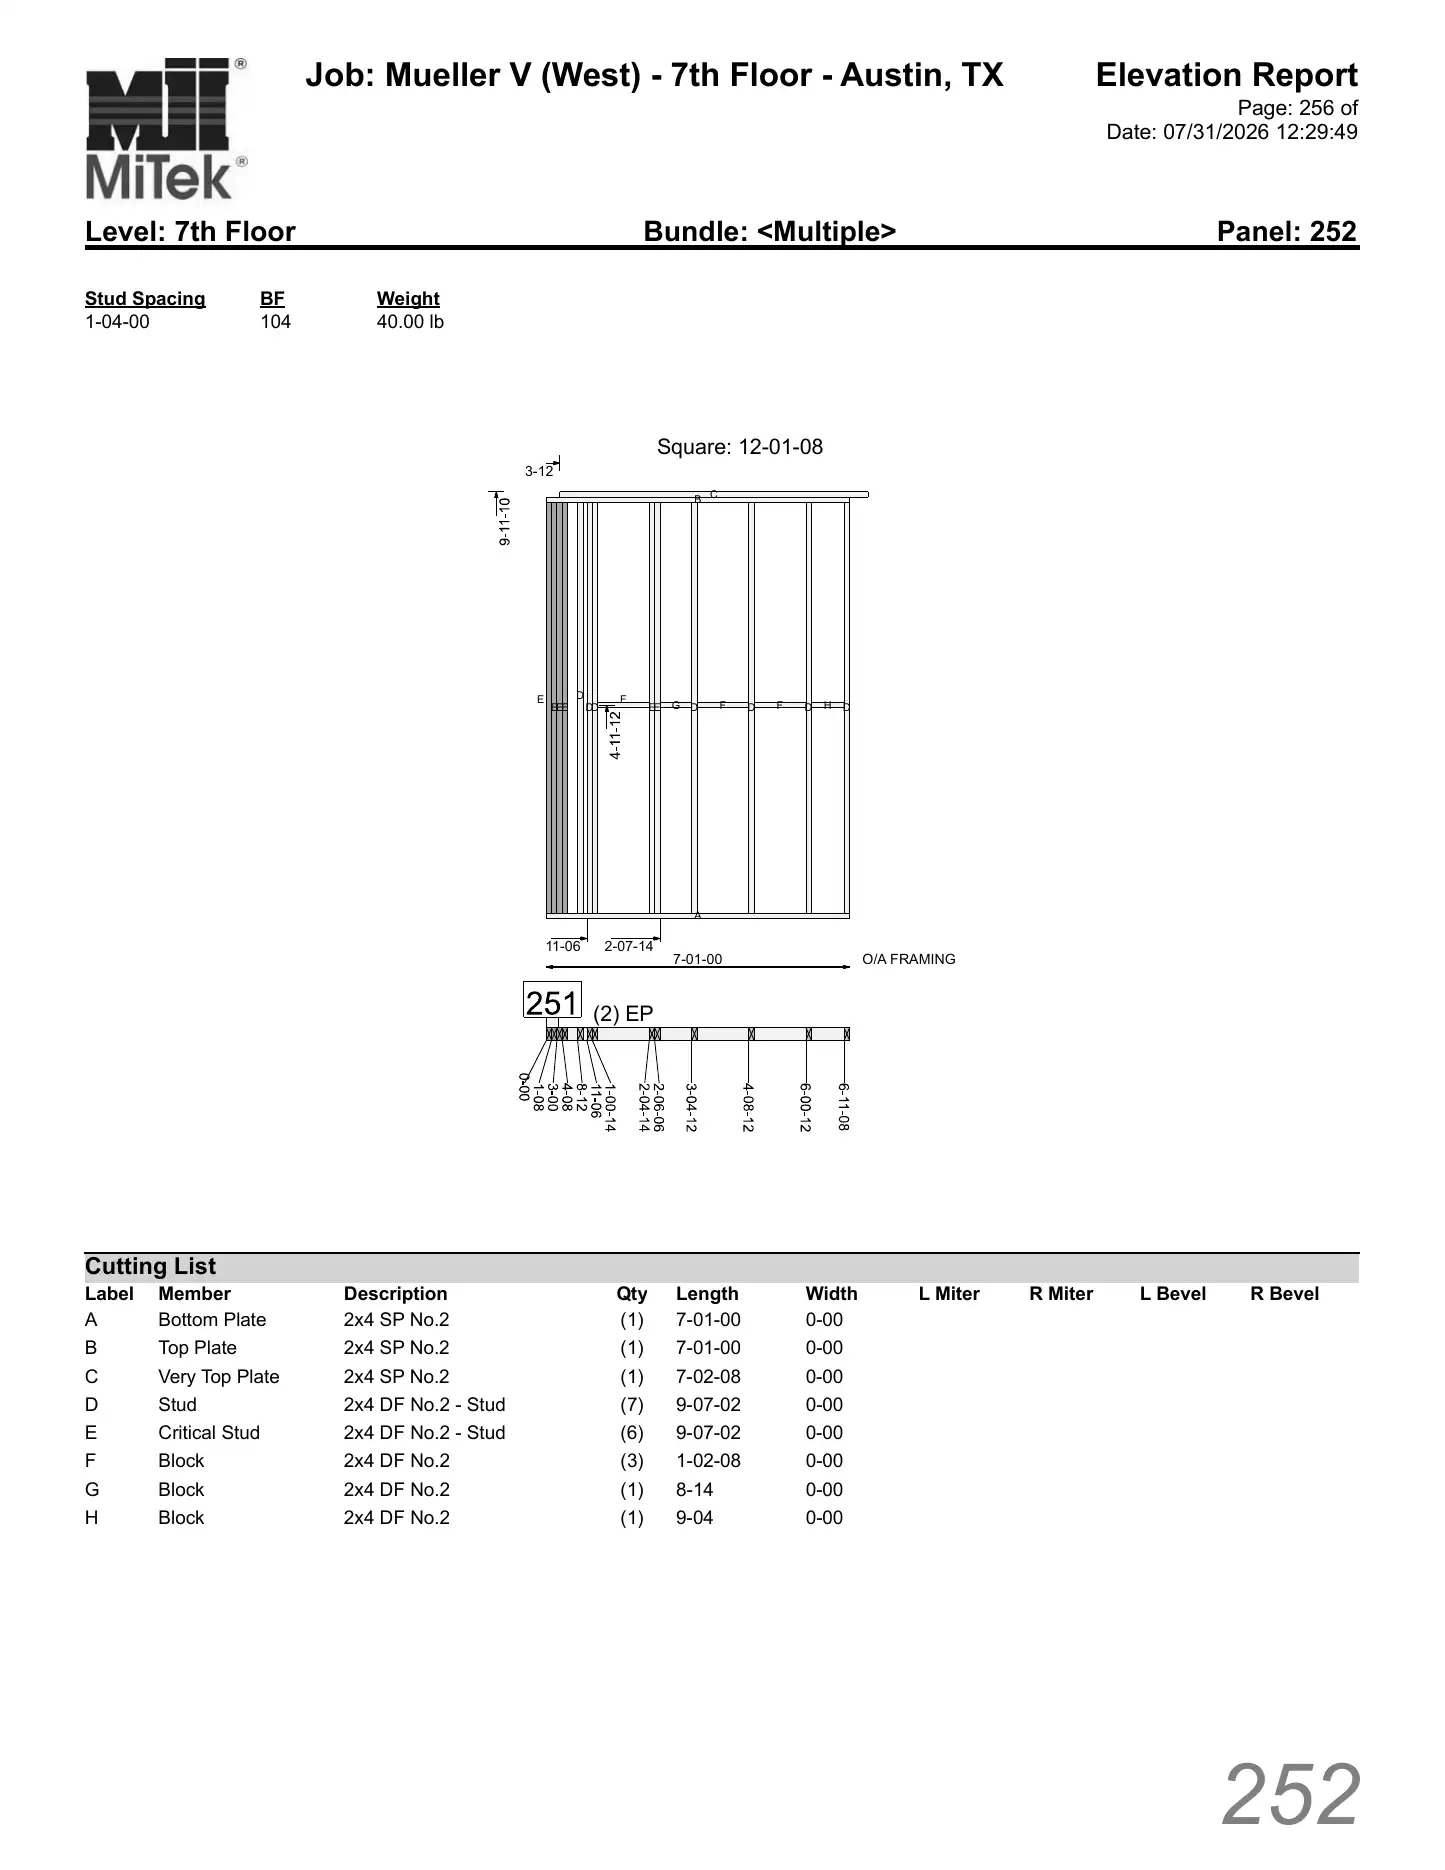 Job: Mueller V (West) - 7th Floor - Austin, TX
Elevation Report
Page: 256 of
Date: 07/31/2026 12:29:49
MiTek®
Level: 7th Floor
Bundle: <Multiple>
Panel: 252
Stud Spacing BF Weight
1-04-00 104 40.00 lb
Square: 12-01-08
3-12
9-11-10
C
B
E
D
F
EEE
DD
EE
G
D
F
D
F
D
H
D
4-11-12
A
11-06
2-07-14
7-01-00
O/A FRAMING
251
(2) EP
0-00
1-08
3-00
4-08
8-12
11-06
1-00-14
2-04-14
2-06-06
3-04-12
4-08-12
6-00-12
6-11-08
Cutting List
Label Member Description Qty Length Width L Miter R Miter L Bevel R Bevel
A Bottom Plate 2x4 SP No.2 (1) 7-01-00 0-00
B Top Plate 2x4 SP No.2 (1) 7-01-00 0-00
C Very Top Plate 2x4 SP No.2 (1) 7-02-08 0-00
D Stud 2x4 DF No.2 - Stud (7) 9-07-02 0-00
E Critical Stud 2x4 DF No.2 - Stud (6) 9-07-02 0-00
F Block 2x4 DF No.2 (3) 1-02-08 0-00
G Block 2x4 DF No.2 (1) 8-14 0-00
H Block 2x4 DF No.2 (1) 9-04 0-00
252